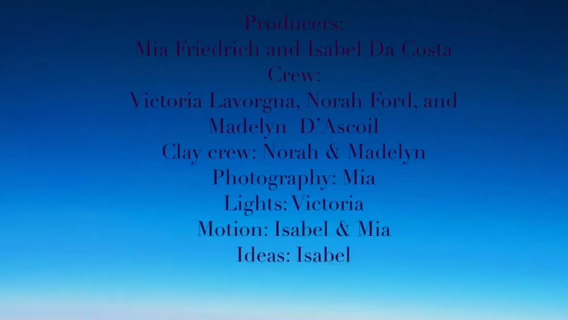 Producers:
Mia Friedrich and Isabel Da Costa
Crew:
Victoria Lavorgna, Norah Ford, and
Madelyn D'Ascoil
Clay crew: Norah & Madelyn
Photography: Mia
Lights: Victoria
Motion: Isabel & Mia
Ideas: Isabel